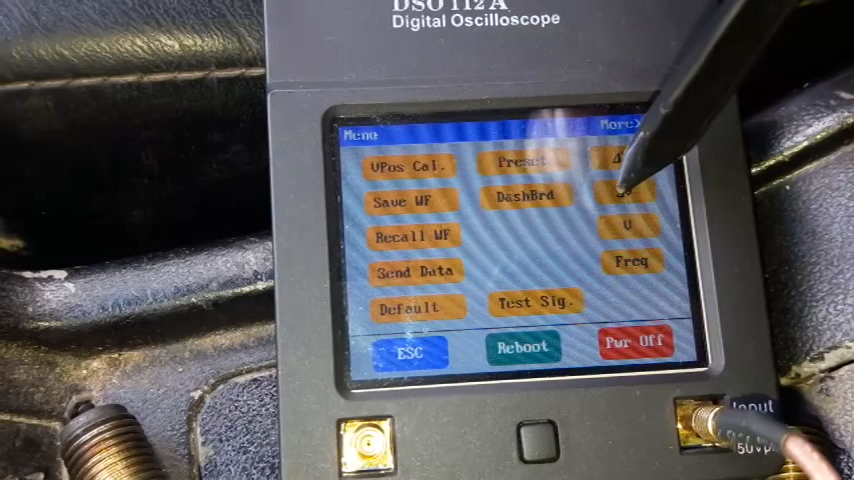 DSO112A
Digital Oscilloscope
Menu More>
VPos Cal. Preset
Save WF DashBrd
Recall WF V
Send Data Freq
Default Test Sig.
ESC Reboot Pwr Off
Input